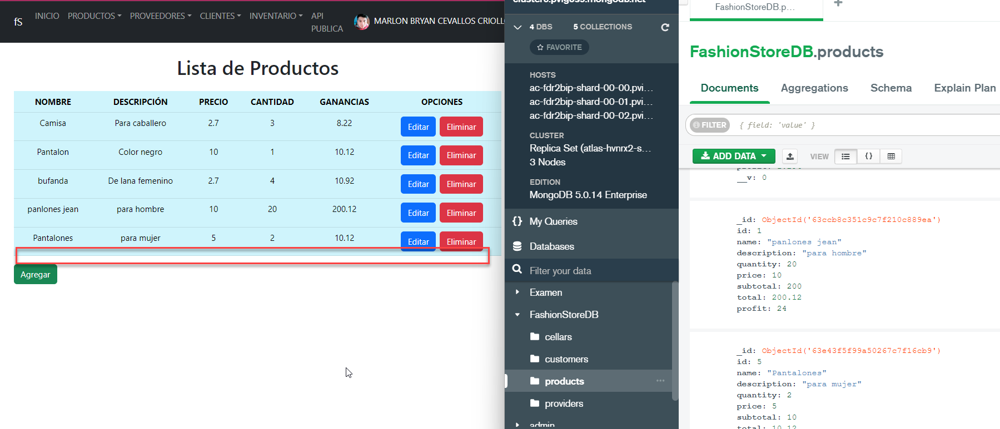 fS
INICIO
PRODUCTOS
PROVEEDORES
CLIENTES
INVENTARIO
API
PUBLICA
MARLON BRYAN CEVALLOS
Lista de Productos
NOMBRE DESCRIPCIÓN PRECIO CANTIDAD GANANCIAS OPCIONES
Camisa Para caballero 2.7 3 8.22 Editar Eliminar
Pantalon Color negro 10 1 10.12 Editar Eliminar
bufanda De lana femenino 2.7 4 10.92 Editar Eliminar
panlones jean para hombre 10 20 200.12 Editar Eliminar
Pantalones para mujer 5 2 10.12 Editar Eliminar
Agregar
4 DBS 5 COLLECTIONS
FAVORITE
HOSTS
ac-fdr2bip-shard-00-00.pvi...
ac-fdr2bip-shard-00-01.pvi...
ac-fdr2bip-shard-00-02.pvi...
CLUSTER
Replica Set (atlas-hvnrx2-s...
3 Nodes
EDITION
MongoDB 5.0.14 Enterprise
{} My Queries
Databases
Filter your data
Examen
FashionStoreDB
cellars
customers
products ...
providers
admin
FashionStoreDB.p...
FashionStoreDB.products
Documents Aggregations Schema Explain Plan
FILTER { field: 'value' }
ADD DATA VIEW {}
__v: 0
_id: ObjectId('63ccb8c351c9c7f210c889ea')
id: 1
name: "panlones jean"
description: "para hombre"
quantity: 20
price: 10
subtotal: 200
total: 200.12
profit: 24
_id: ObjectId('63e43f5f99a50267c7f16cb9')
id: 5
name: "Pantalones"
description: "para mujer"
quantity: 2
price: 5
subtotal: 10
total: 10.12